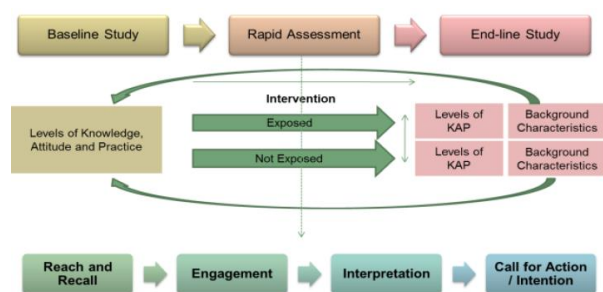 Baseline Study
Rapid Assessment
End-line Study
Intervention
Levels of Knowledge,
Attitude and Practice
Exposed
Not Exposed
Levels of
KAP
Background
Characteristics
Levels of
KAP
Background
Characteristics
Reach and
Recall
Engagement
Interpretation
Call for Action
/ Intention